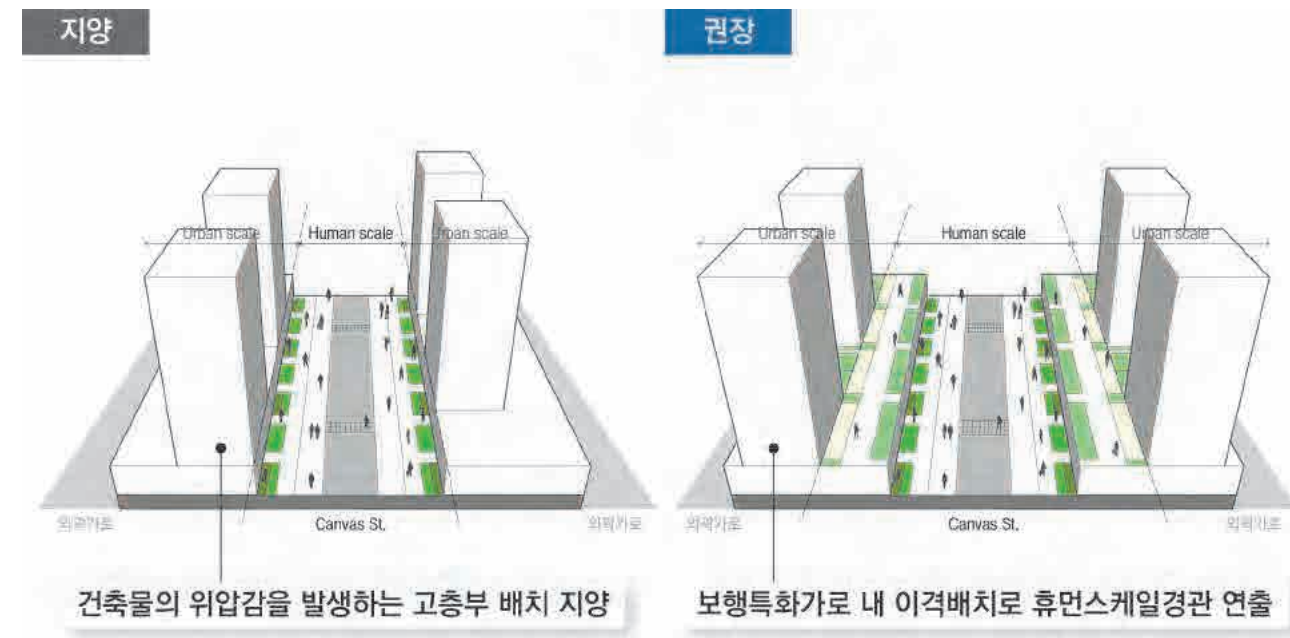 지양
권장
Urban scale
Human scale
Urban scale
Urban scale
Human scale
Urban scale
외곽가로
Canvas St.
외곽가로
외곽가로
Canvas St.
외곽가로
건축물의 위압감을 발생하는 고층부 배치 지양
보행특화가로 내 이격배치로 휴먼스케일경관 연출